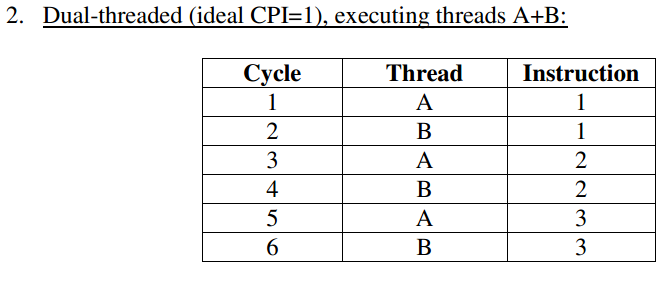 2. Dual-threaded (ideal CPI=1), executing threads A+B:
Cycle Thread Instruction
1 A 1
2 B 1
3 A 2
4 B 2
5 A 3
6 B 3